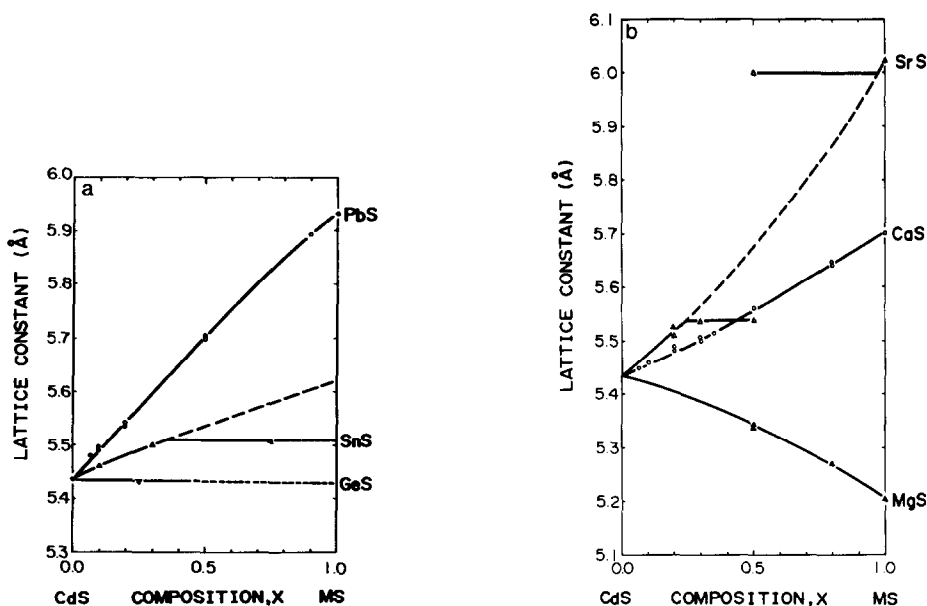 a
6.0
5.9
5.8
5.7
5.6
5.5
5.4
5.3
LATTICE CONSTANT (Å)
PbS
SnS
GeS
0.0 0.5 1.0
CdS COMPOSITION,X MS
b
6.1
6.0
5.9
5.8
5.7
5.6
5.5
5.4
5.3
5.2
5.1
LATTICE CONSTANT (Å)
SrS
CaS
MgS
0.0 0.5 1.0
CdS COMPOSITION,X MS